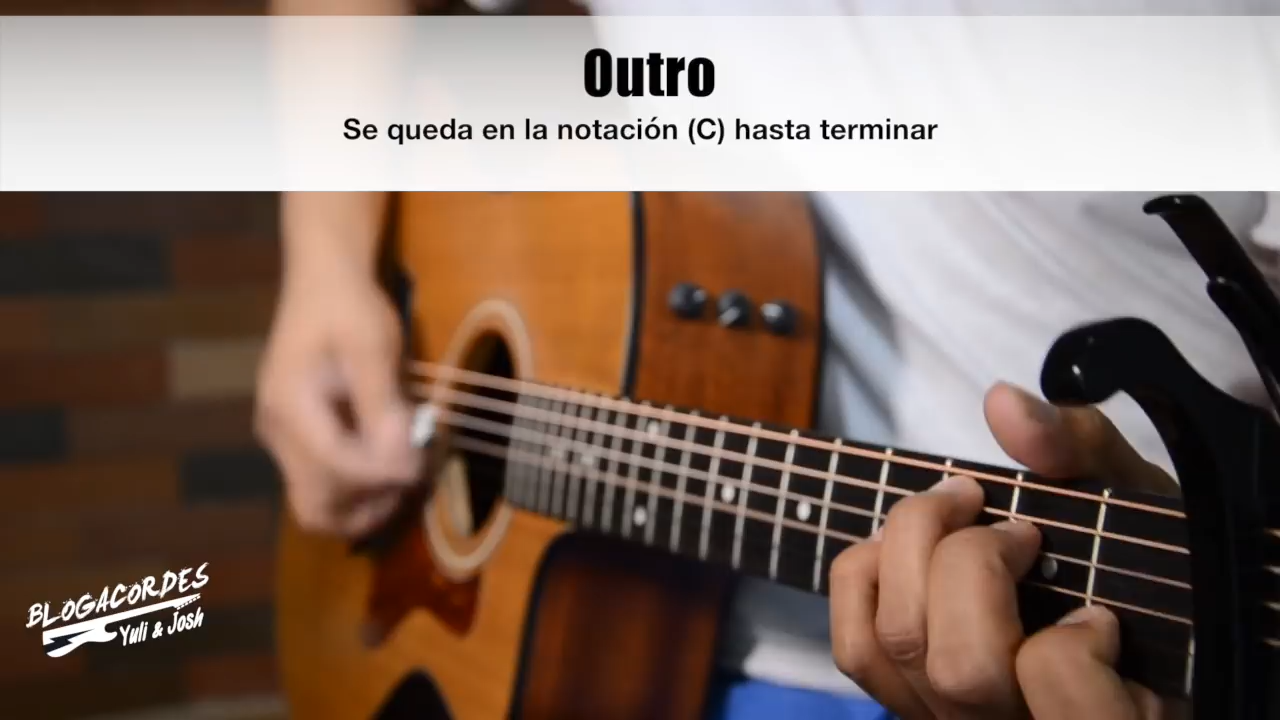 Outro
Se queda en la notación (C) hasta terminar
BLOGACORDES
Yuli & Josh